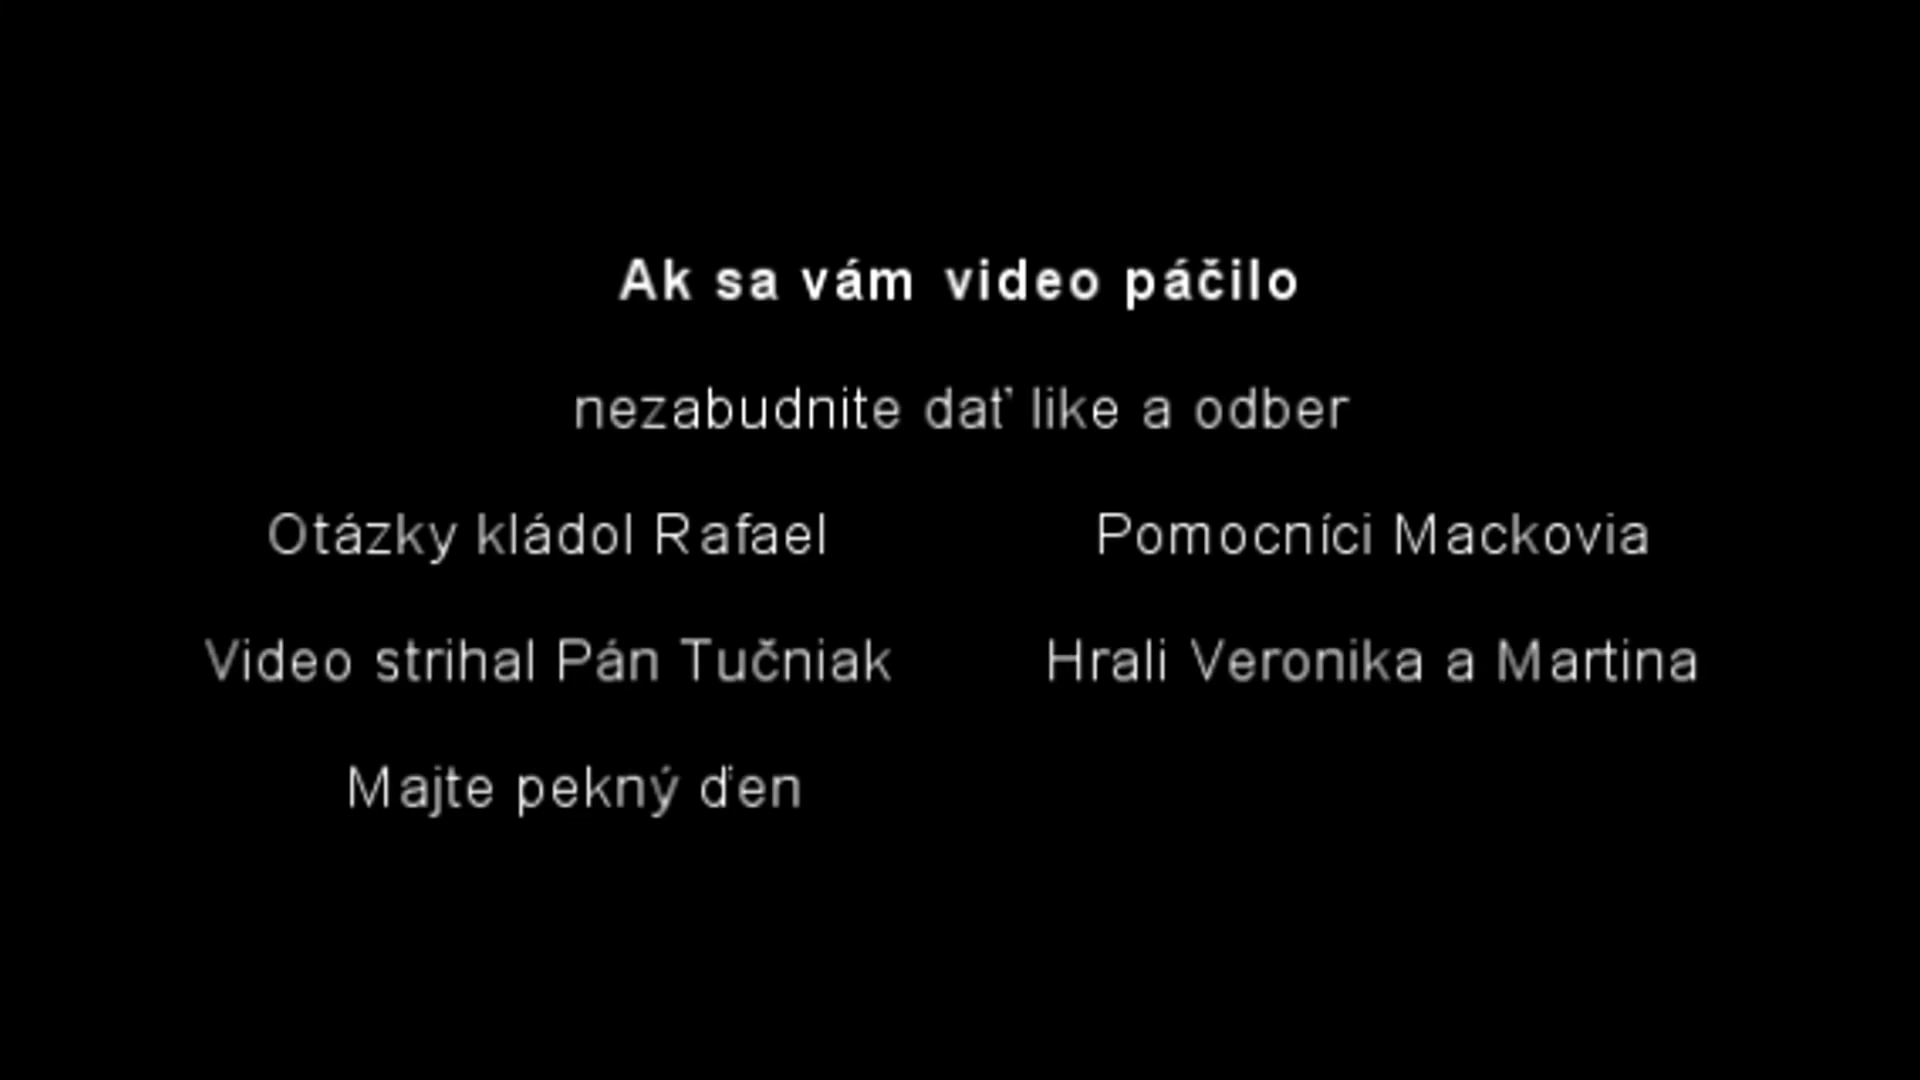 Ak sa vám video páčilo
nezabudnite dať like a odber
Otázky kládol Rafael
Pomocníci Mackovia
Video strihal Pán Tučniak
Hrali Veronika a Martina
Majte pekný ďen